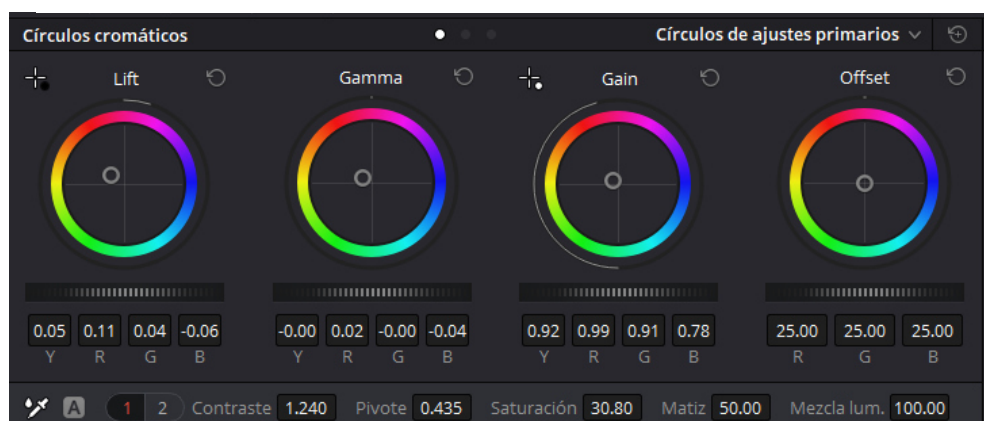 Círculos cromáticos Círculos de ajustes primarios
Lift Gamma Gain Offset
0.05 0.11 0.04 -0.06 -0.00 0.02 -0.00 -0.04 0.92 0.99 0.91 0.78 25.00 25.00 25.00
Y R G B Y R G B Y R G B R G B
A 1 2 Contraste 1.240 Pivote 0.435 Saturación 30.80 Matiz 50.00 Mezcla lum. 100.00